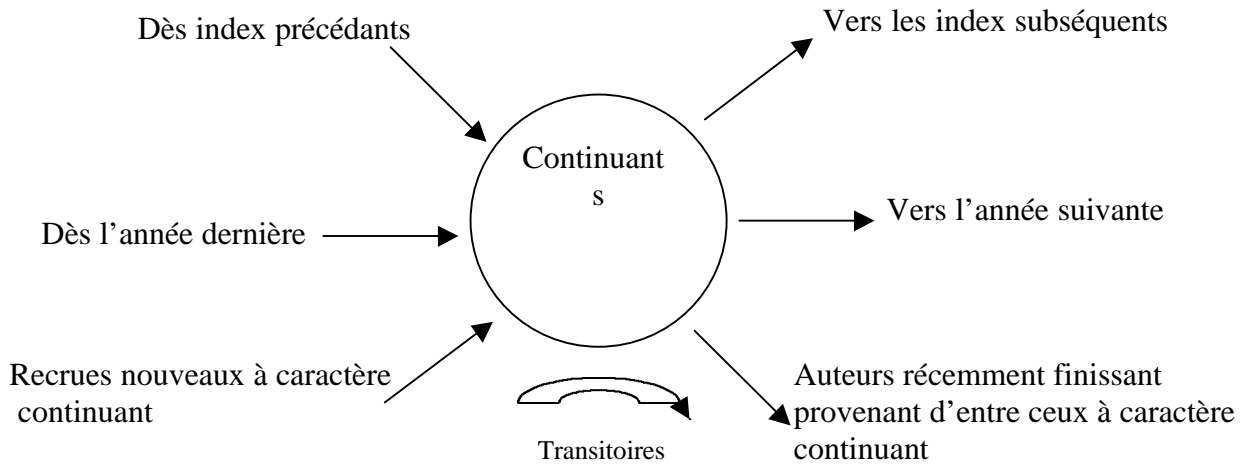 Dès index précédants
Vers les index subséquents
Continuant
s
Dès l’année dernière
Vers l’année suivante
Recrues nouveaux à caractère
continuant
Transitoires
Auteurs récemment finissant
provenant d’entre ceux à caractère
continuant